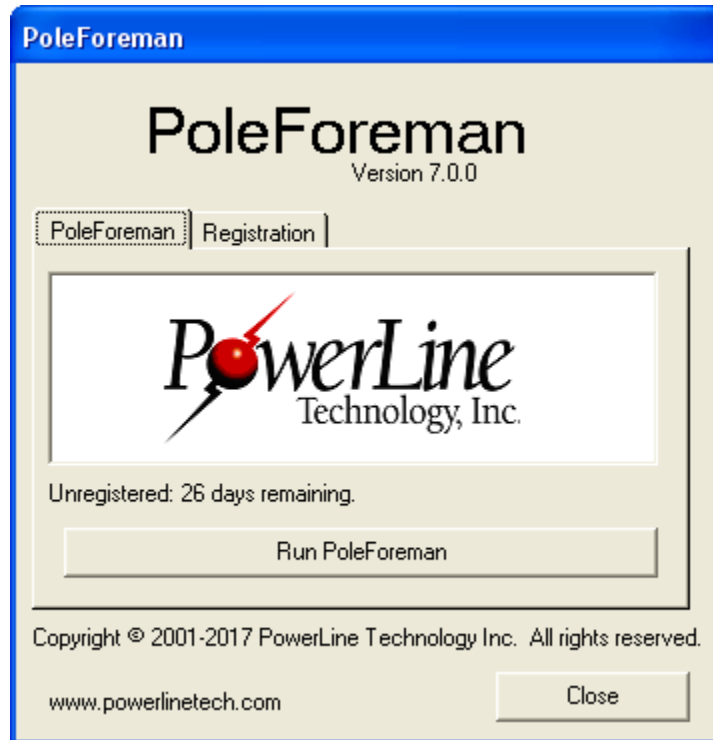 PoleForeman
PoleForeman
Version 7.0.0
PoleForeman Registration
PowerLine
Technology, Inc.
Unregistered: 26 days remaining.
Run PoleForeman
Copyright © 2001-2017 PowerLine Technology Inc. All rights reserved.
www.powerlinetech.com
Close